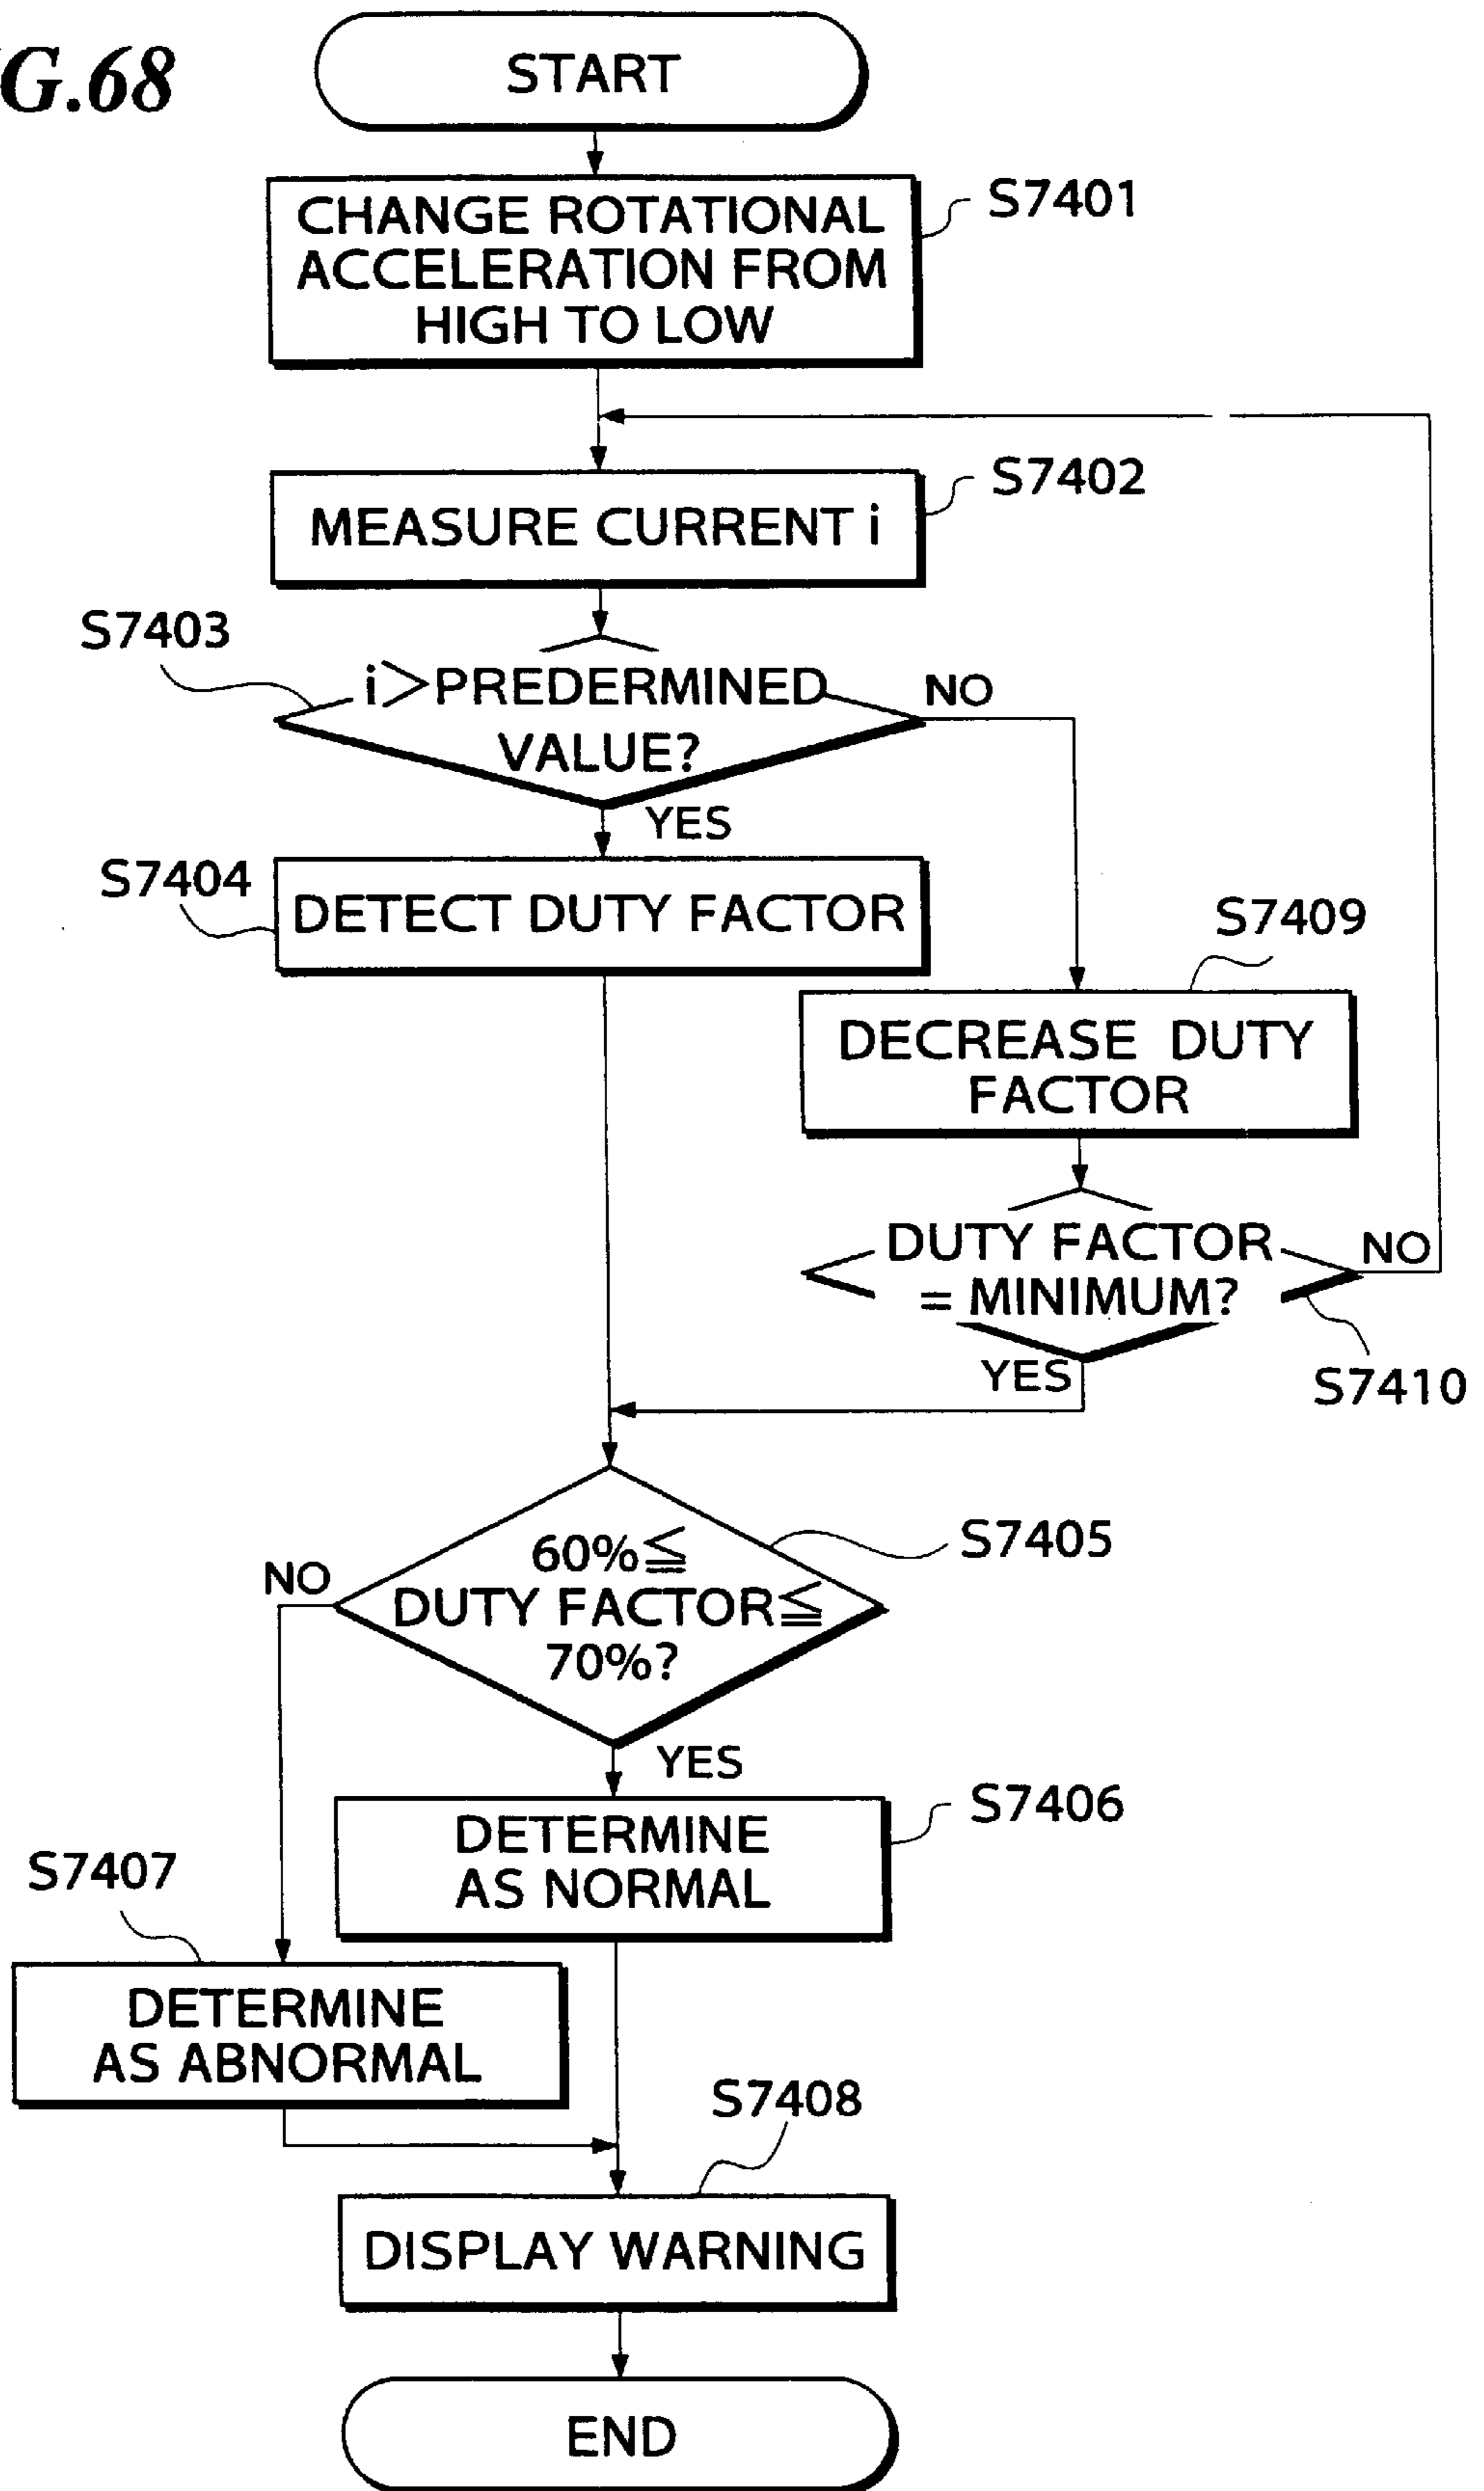 G.68
START
S7401
CHANGE ROTATIONAL
ACCELERATION FROM
HIGH TO LOW
S7402
MEASURE CURRENT i
S7403
i>PREDERMINED
VALUE?
NO
YES
S7404
DETECT DUTY FACTOR
S7409
DECREASE DUTY
FACTOR
DUTY FACTOR
= MINIMUM?
NO
YES
S7410
S7405
60%≦
DUTY FACTOR≦
70%?
NO
YES
S7406
DETERMINE
AS NORMAL
S7407
DETERMINE
AS ABNORMAL
S7408
DISPLAY WARNING
END